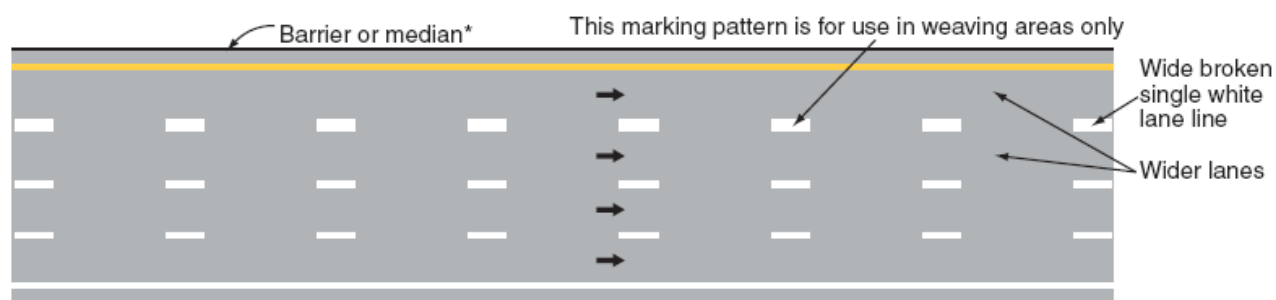 Barrier or median*
This marking pattern is for use in weaving areas only
Wide broken
single white
lane line
Wider lanes